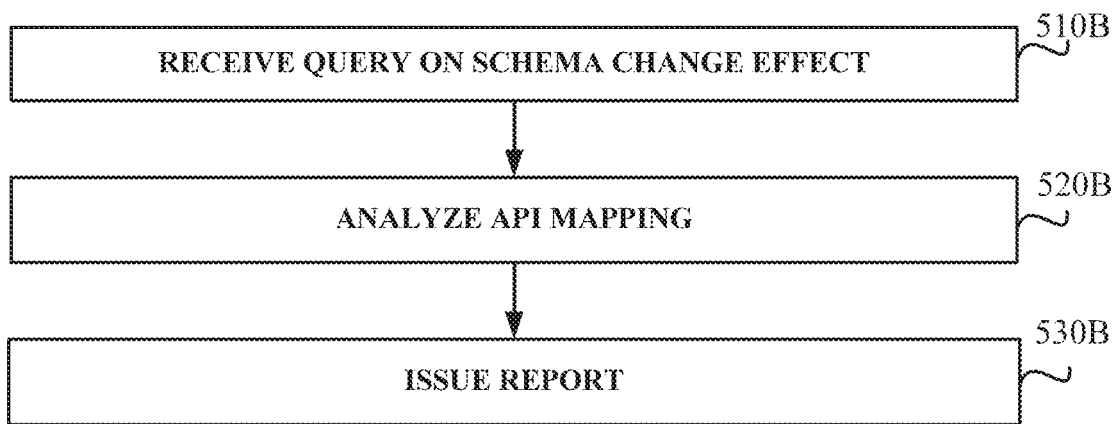 510B
RECEIVE QUERY ON SCHEMA CHANGE EFFECT
520B
ANALYZE API MAPPING
530B
ISSUE REPORT